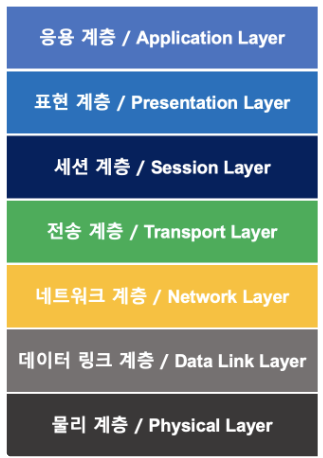 응용 계층 / Application Layer
표현 계층 / Presentation Layer
세션 계층 / Session Layer
전송 계층 / Transport Layer
네트워크 계층 / Network Layer
데이터 링크 계층 / Data Link Layer
물리 계층 / Physical Layer